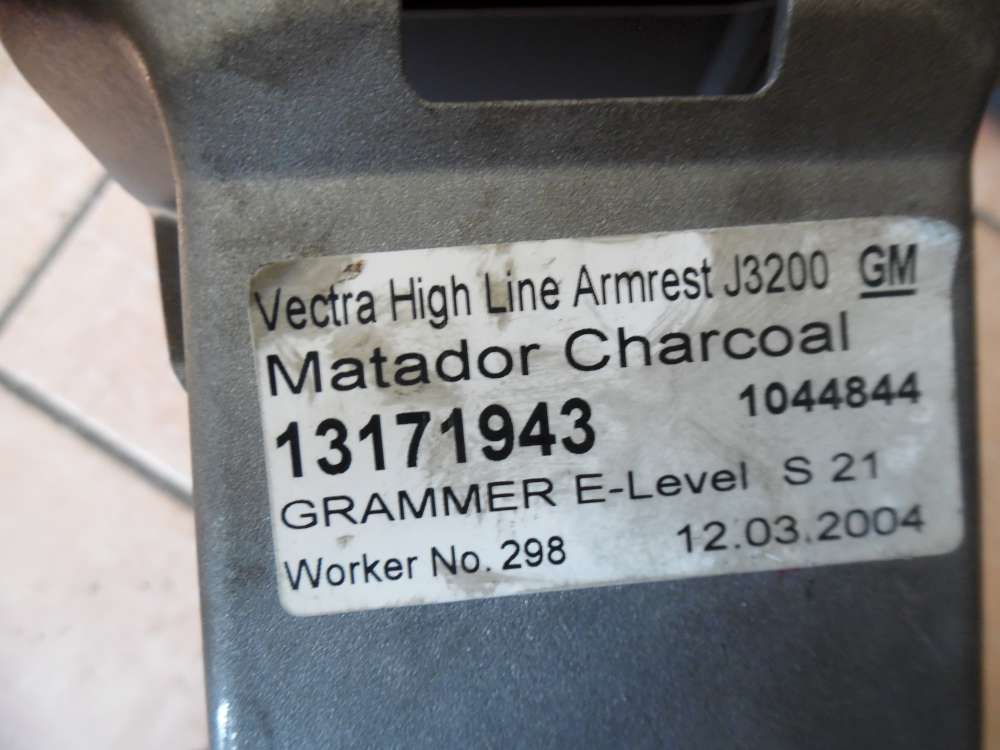 Vectra High Line Armrest J3200 GM
Matador Charcoal
13171943 1044844
GRAMMER E-Level S 21
Worker No. 298 12.03.2004